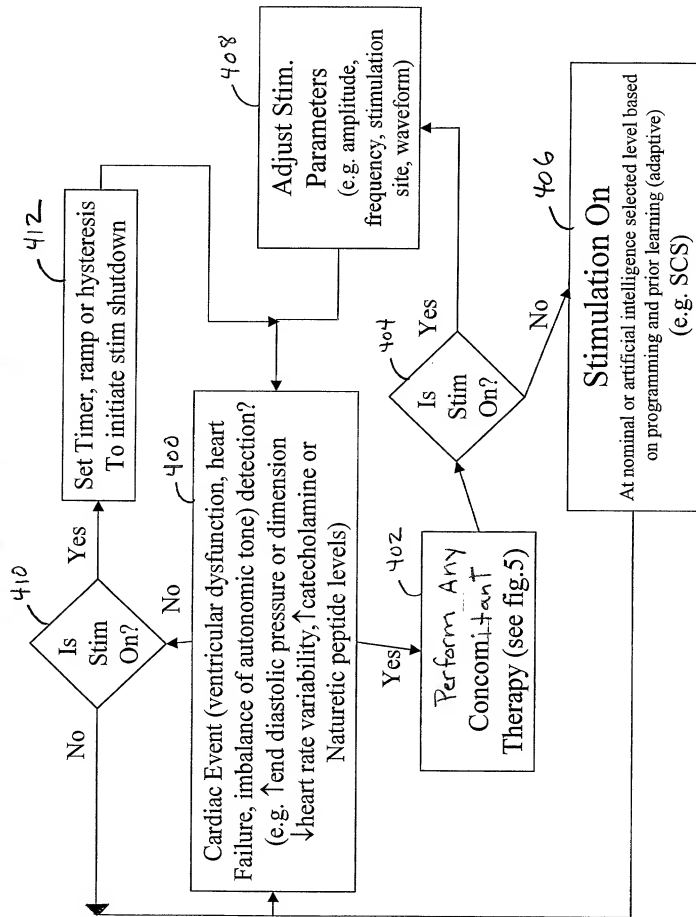 410
Is
Stim
On?
No
Yes
No
412
Set Timer, ramp or hysteresis
To initiate stim shutdown
400
Cardiac Event (ventricular dysfunction, heart
Failure, imbalance of autonomic tone) detection?
(e.g. ↑end diastolic pressure or dimension
↓heart rate variability,↑catecholamine or
Naturetic peptide levels)
Yes
402
Perform Any
Concomitant
Therapy (see fig.5)
404
Is
Stim
On?
Yes
No
408
Adjust Stim.
Parameters
(e.g. amplitude,
frequency, stimulation
site, waveform)
406
Stimulation On
At nominal or artificial intelligence selected level based
on programming and prior learning (adaptive)
(e.g. SCS)